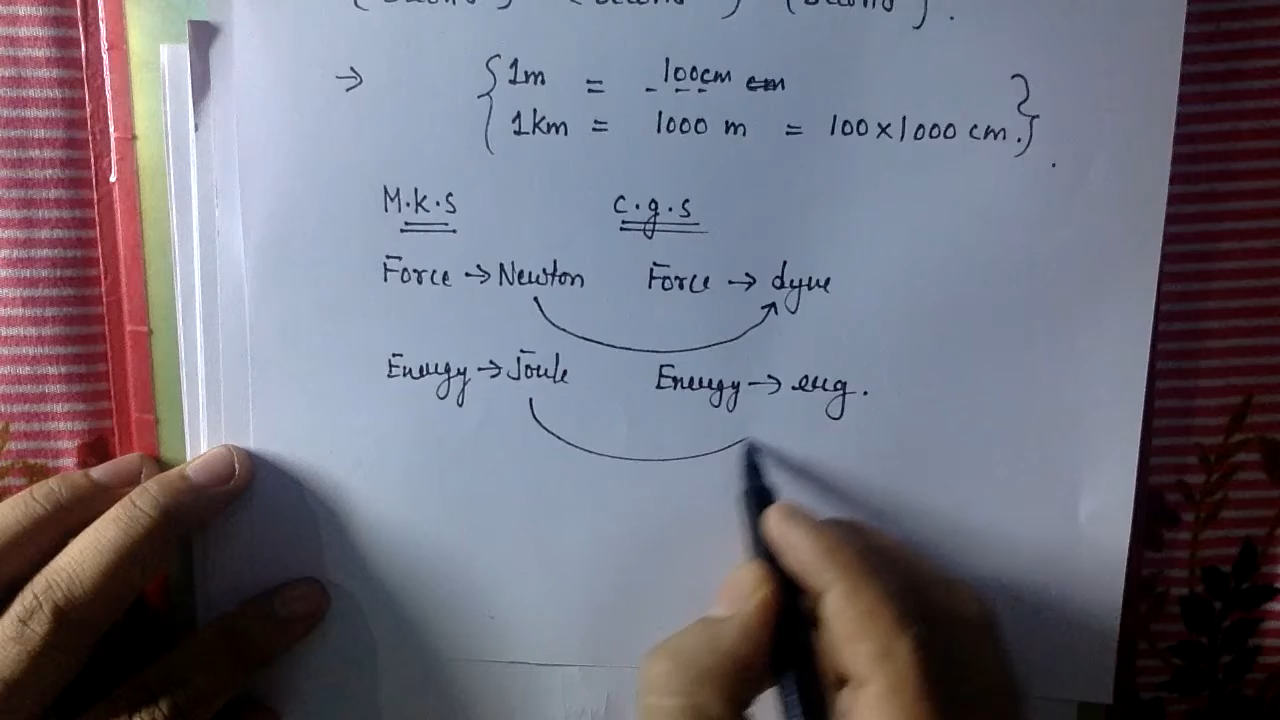 → { 1m = 100cm
1km = 1000 m = 100×1000 cm. } .
M.k.s C.g.s
Force → Newton Force → dyne
Energy → Joule Energy → erg.